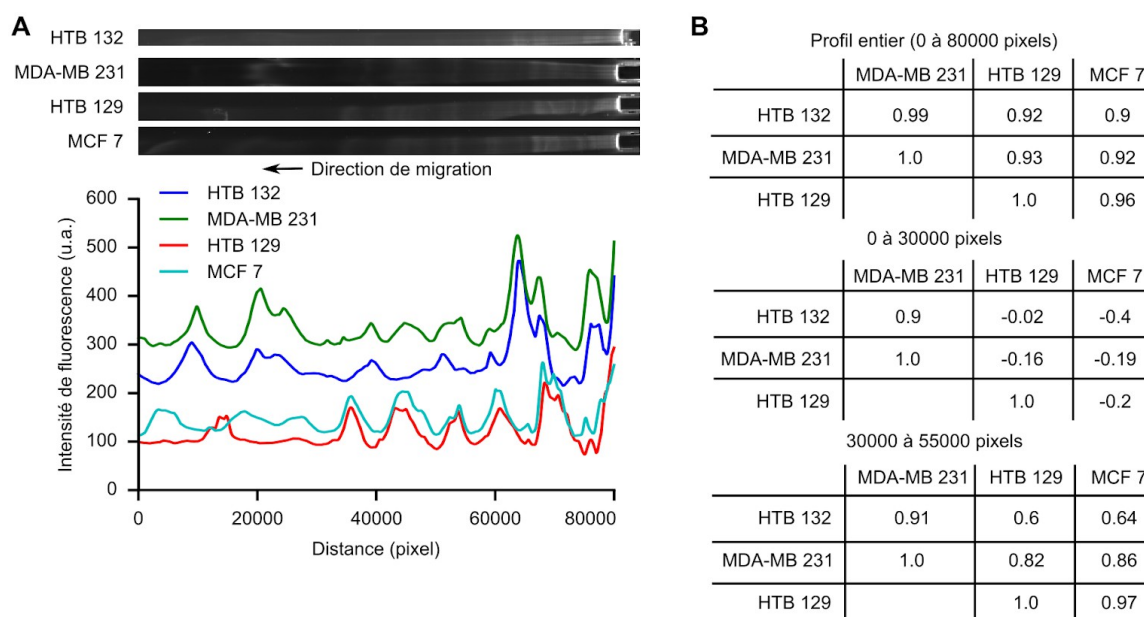 A
HTB 132
MDA-MB 231
HTB 129
MCF 7
Direction de migration
HTB 132
MDA-MB 231
HTB 129
MCF 7
Intensité de fluorescence (u.a.)
600
500
400
300
200
100
0
0 20000 40000 60000 80000
Distance (pixel)
B
Profil entier (0 à 80000 pixels)
MDA-MB 231 HTB 129 MCF 7
HTB 132 0.99 0.92 0.9
MDA-MB 231 1.0 0.93 0.92
HTB 129 1.0 0.96
0 à 30000 pixels
MDA-MB 231 HTB 129 MCF 7
HTB 132 0.9 -0.02 -0.4
MDA-MB 231 1.0 -0.16 -0.19
HTB 129 1.0 -0.2
30000 à 55000 pixels
MDA-MB 231 HTB 129 MCF 7
HTB 132 0.91 0.6 0.64
MDA-MB 231 1.0 0.82 0.86
HTB 129 1.0 0.97